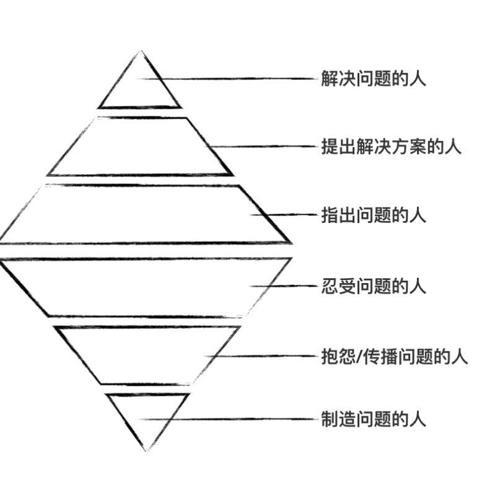 解决问题的人
提出解决方案的人
指出问题的人
忍受问题的人
抱怨/传播问题的人
制造问题的人